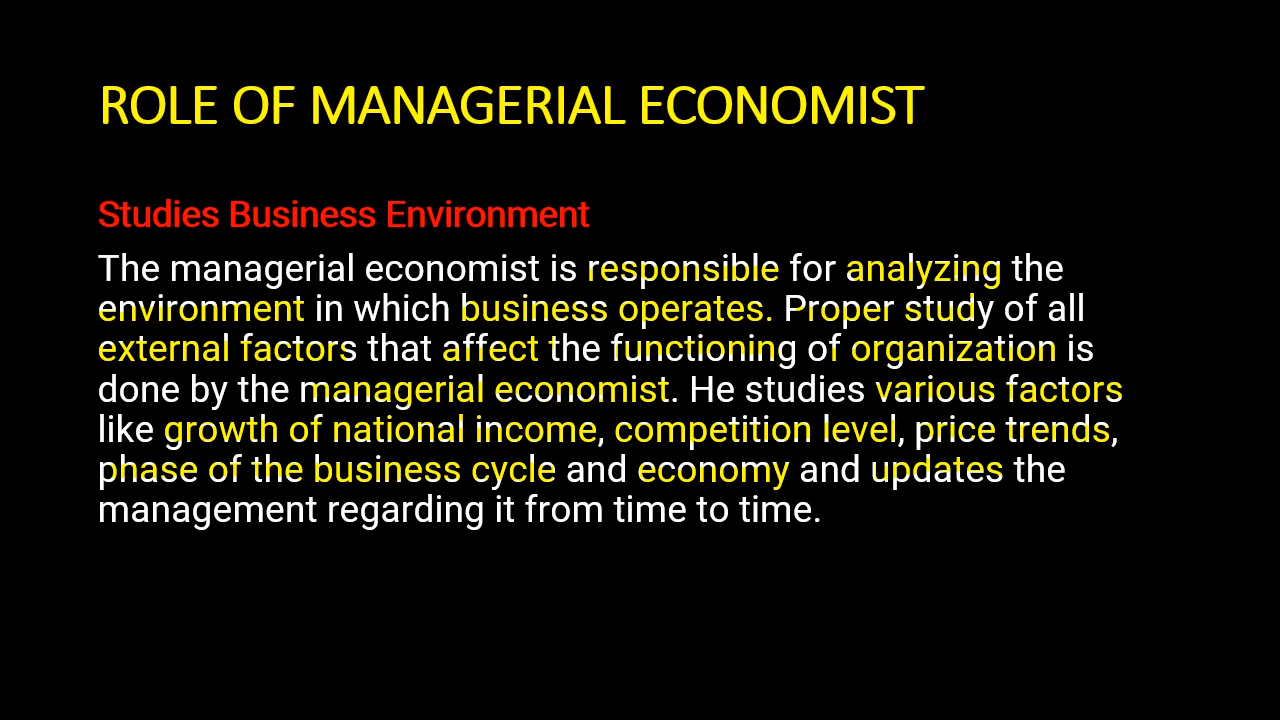 ROLE OF MANAGERIAL ECONOMIST
Studies Business Environment
The managerial economist is responsible for analyzing the
environment in which business operates. Proper study of all
external factors that affect the functioning of organization is
done by the managerial economist. He studies various factors
like growth of national income, competition level, price trends,
phase of the business cycle and economy and updates the
management regarding it from time to time.